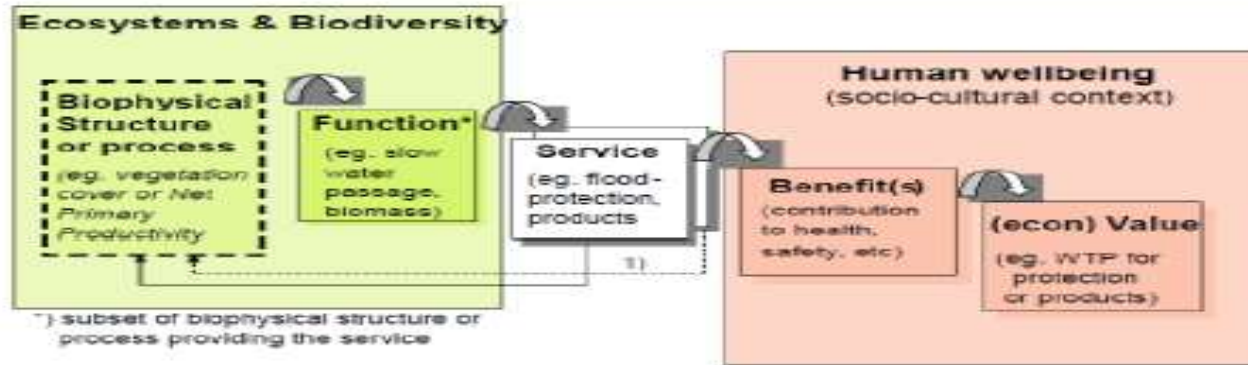 Ecosystems & Biodiversity
Biophysical
Structure
or process
(eg. vegetation
cover or Net
Primary
Productivity
Function*
(eg. slow
water
passage,
biomass)
Service
(eg. flood-
protection,
products
1)
Human wellbeing
(socio-cultural context)
Benefit(s)
(contribution
to health,
safety, etc)
(econ) Value
(eg. WTP for
protection
or products)
*) subset of biophysical structure or
process providing the service